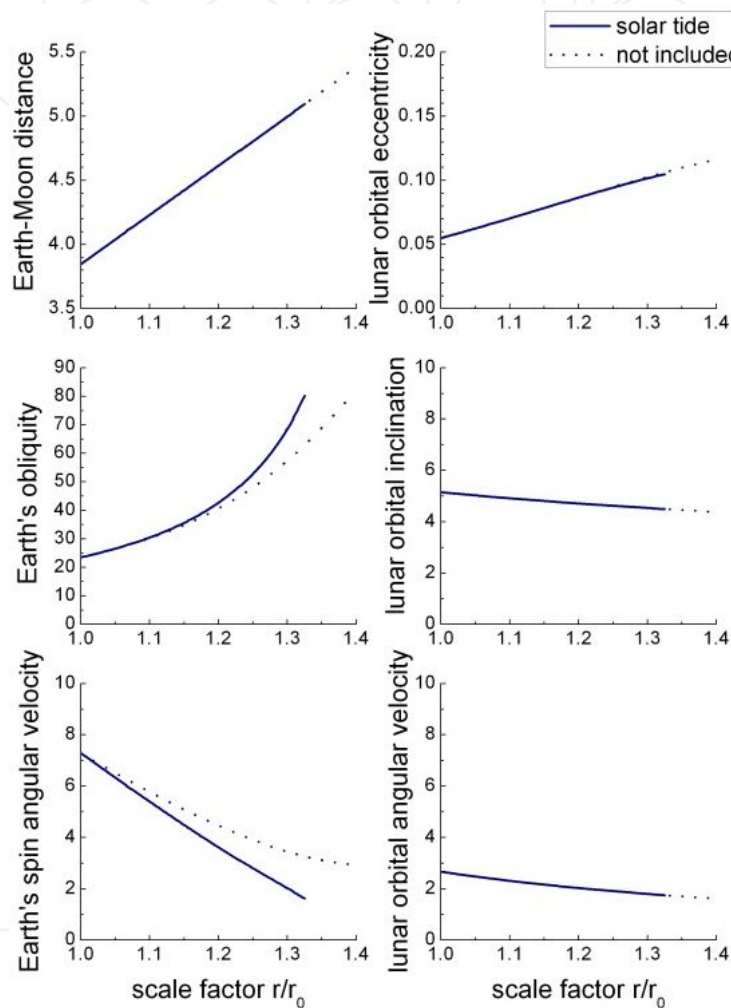 solar tide
not included
Earth-Moon distance
5.5
5.0
4.5
4.0
3.5
1.0 1.1 1.2 1.3 1.4
lunar orbital eccentricity
0.20
0.15
0.10
0.05
0.00
1.0 1.1 1.2 1.3 1.4
Earth's obliquity
90
80
70
60
50
40
30
20
10
0
1.0 1.1 1.2 1.3 1.4
lunar orbital inclination
10
8
6
4
2
0
1.0 1.1 1.2 1.3 1.4
Earth's spin angular velocity
10
8
6
4
2
0
1.0 1.1 1.2 1.3 1.4
scale factor r/r0
lunar orbital angular velocity
10
8
6
4
2
0
1.0 1.1 1.2 1.3 1.4
scale factor r/r0